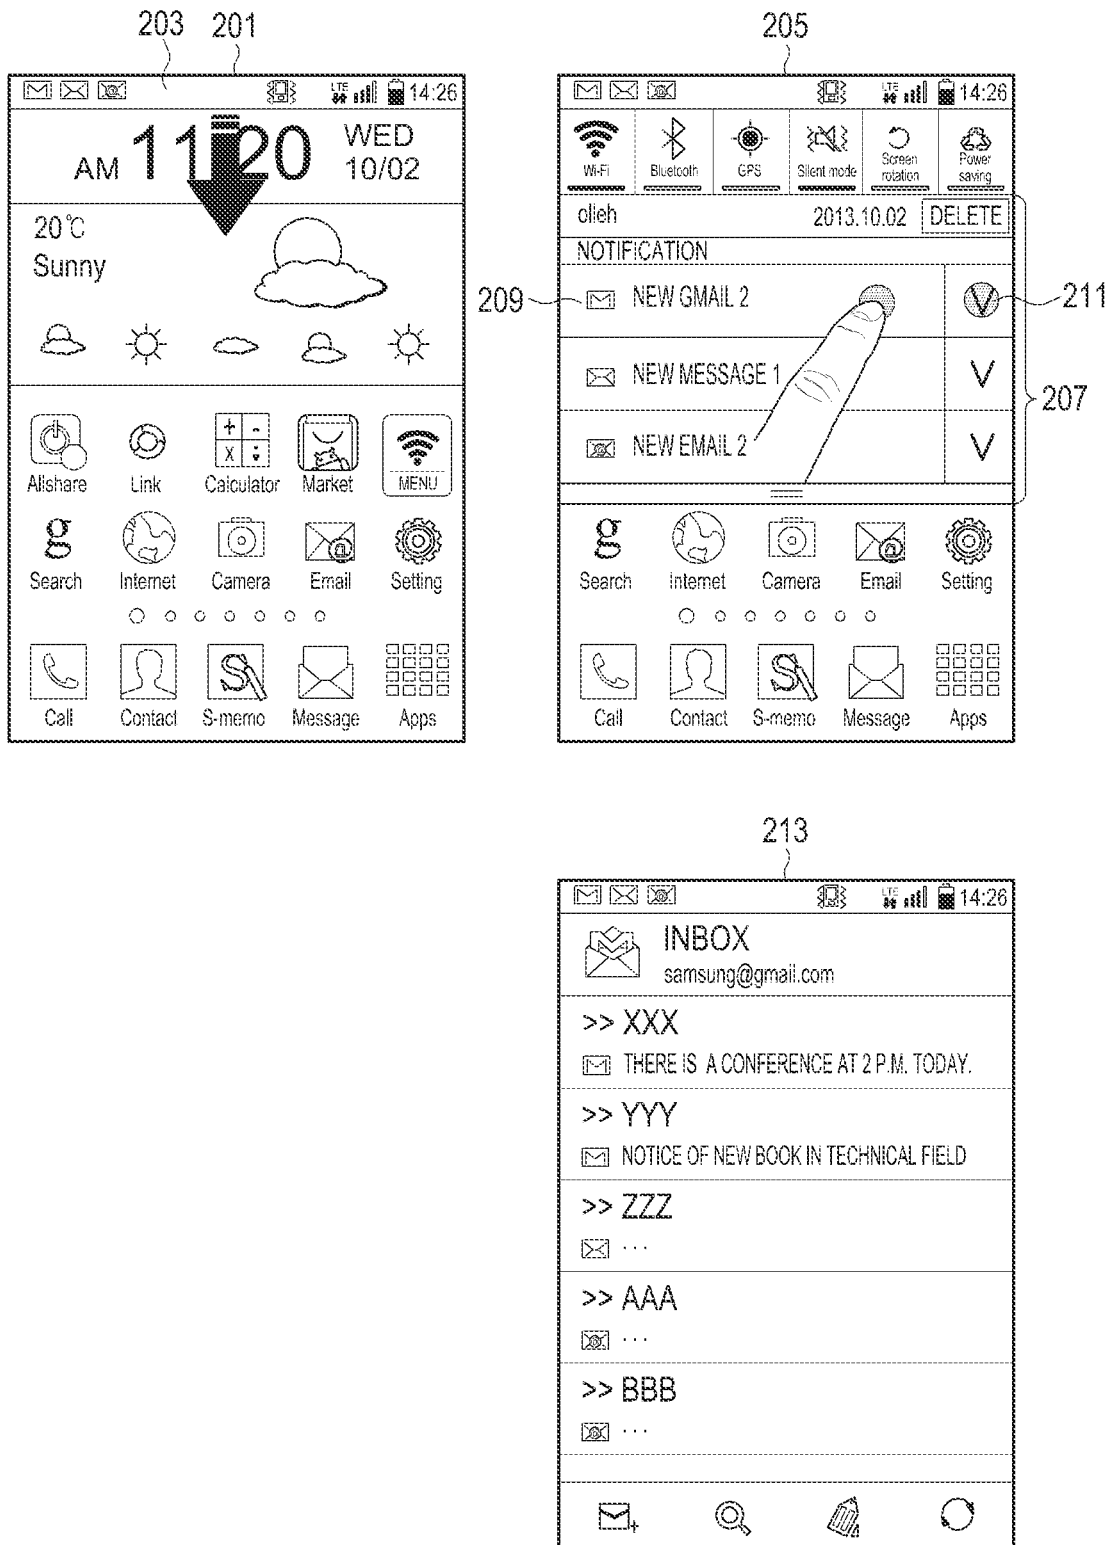 203 201
14:26
LTE
AM 11:20 WED
10/02
20℃
Sunny
Allshare Link Calculator Market MENU
g
Search Internet Camera Email Setting
Call Contact S-memo Message Apps
205
LTE
14:26
Wi-Fi Bluetooth GPS Silent mode Screen rotation Power saving
olleh 2013.10.02 DELETE
NOTIFICATION
209 NEW GMAIL 2 V 211
NEW MESSAGE 1 V
207
NEW EMAIL 2 V
g
Search Internet Camera Email Setting
Call Contact S-memo Message Apps
213
LTE
14:26
INBOX
samsung@gmail.com
>> XXX
THERE IS A CONFERENCE AT 2 P.M. TODAY.
>> YYY
NOTICE OF NEW BOOK IN TECHNICAL FIELD
>> ZZZ
...
>> AAA
...
>> BBB
...